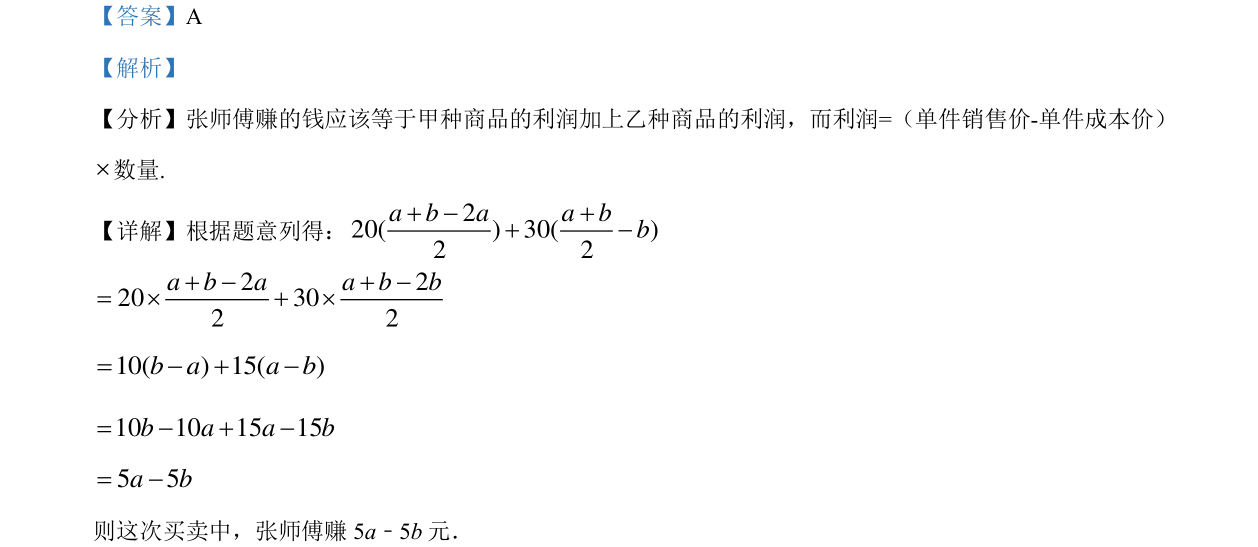 【答案】A
【解析】
【分析】张师傅赚的钱应该等于甲种商品的利润加上乙种商品的利润，而利润=（单件销售价-单件成本价）
×数量.
【详解】根据题意列得：20(\frac{a+b-2a}{2})+30(\frac{a+b}{2}-b)
=20×\frac{a+b-2a}{2}+30×\frac{a+b-2b}{2}
=10(b-a)+15(a-b)
=10b-10a+15a-15b
=5a-5b
则这次买卖中，张师傅赚 5a﹣5b 元．